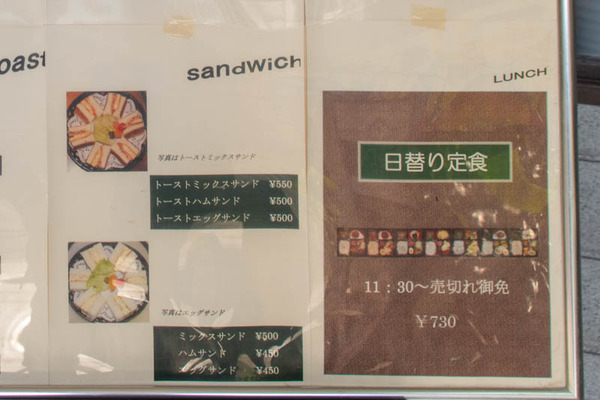 oast
sandwich
写真はトーストミックスサンド
トーストミックスサンド ¥550
トーストハムサンド ¥500
トーストエッグサンド ¥500
写真はエッグサンド
ミックスサンド ¥500
ハムサンド ¥450
エッグサンド ¥450
LUNCH
日替り定食
11:30〜売切れ御免
¥730